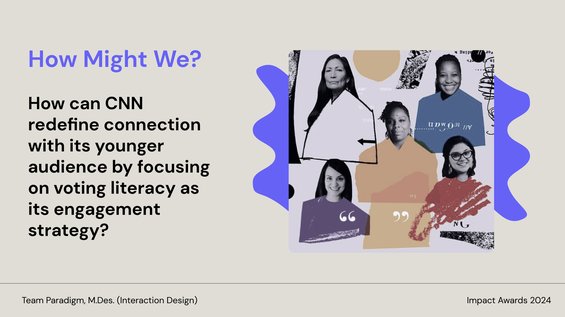 How Might We?
How can CNN
redefine connection
with its younger
audience by focusing
on voting literacy as
its engagement
strategy?
Team Paradigm, M.Des. (Interaction Design)
Impact Awards 2024